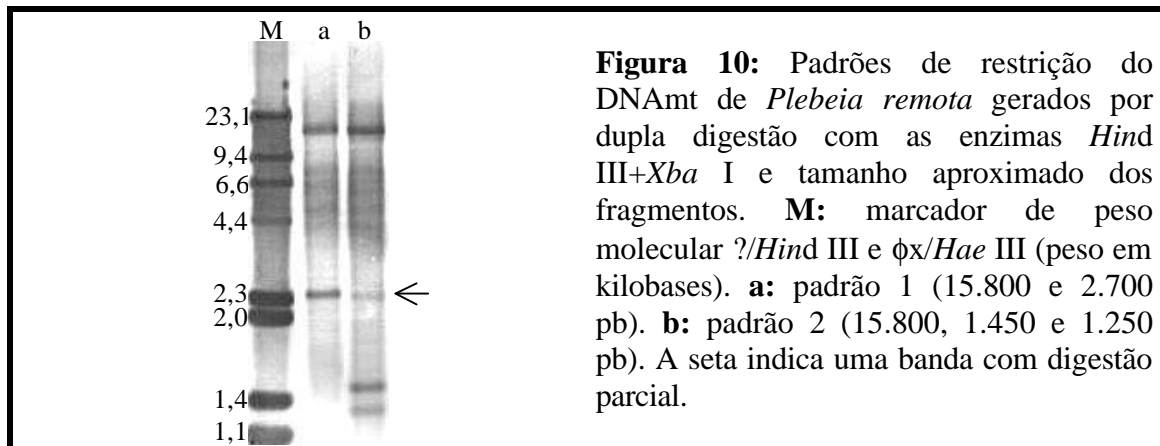 M a b
23,1
9,4
6,6
4,4
2,3
2,0
1,4
1,1
Figura 10: Padrões de restrição do
DNAmt de Plebeia remota gerados por
dupla digestão com as enzimas Hind
III+Xba I e tamanho aproximado dos
fragmentos. M: marcador de peso
molecular ?/Hind III e ϕx/Hae III (peso em
kilobases). a: padrão 1 (15.800 e 2.700
pb). b: padrão 2 (15.800, 1.450 e 1.250
pb). A seta indica uma banda com digestão
parcial.